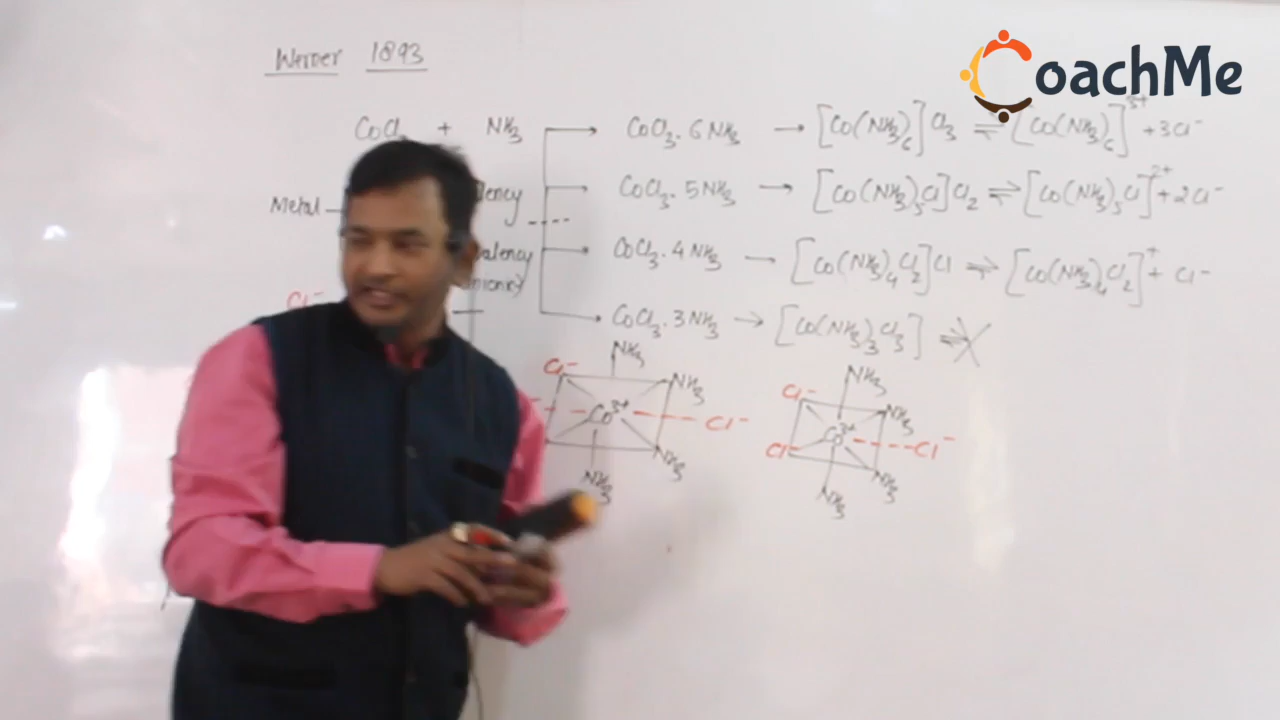 CoachMe
Werner 1893
CoCl + NH₃ → CoCl₃·6NH₃ → [Co(NH₃)₆]Cl₃ ⇌ [Co(NH₃)₆]³⁺ + 3Cl⁻
→ CoCl₃·5NH₃ → [Co(NH₃)₅Cl]Cl₂ ⇌ [Co(NH₃)₅Cl]²⁺ + 2Cl⁻
Metal
→ CoCl₃·4NH₃ → [Co(NH₃)₄Cl₂]Cl ⇌ [Co(NH₃)₄Cl₂]⁺ + Cl⁻
Cl⁻
→ CoCl₃·3NH₃ → [Co(NH₃)₃Cl₃] ⇌
NH₃ NH₃
Cl⁻ NH₃ Cl⁻ NH₃
Co³⁺ Cl⁻ Co³⁺ Cl⁻
NH₃ Cl⁻ NH₃
NH₃ NH₃